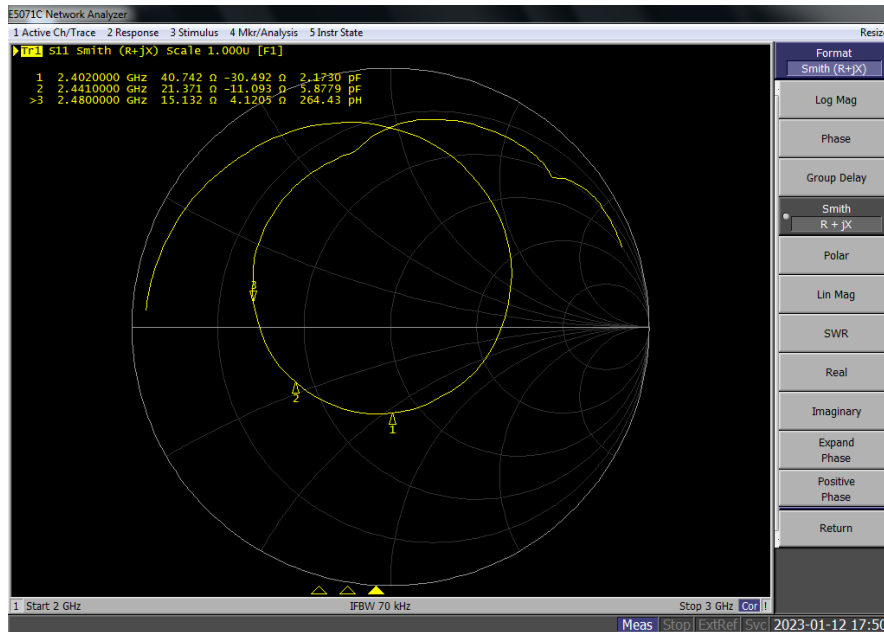 E5071C Network Analyzer
1 Active Ch/Trace 2 Response 3 Stimulus 4 Mkr/Analysis 5 Instr State
Resize
Tr1 S11 Smith (R+jX) Scale 1.000U [F1]
1 2.4020000 GHz 40.742 Ω -30.492 Ω 2.1730 pF
2 2.4410000 GHz 21.371 Ω -11.093 Ω 5.8779 pF
>3 2.4800000 GHz 15.132 Ω 4.1205 Ω 264.43 pH
3
2
1
Format
Smith (R+jX)
Log Mag
Phase
Group Delay
Smith
R + jX
Polar
Lin Mag
SWR
Real
Imaginary
Expand
Phase
Positive
Phase
Return
1 Start 2 GHz
IFBW 70 kHz
Stop 3 GHz Cor !
Meas Stop ExtRef Svc 2023-01-12 17:50